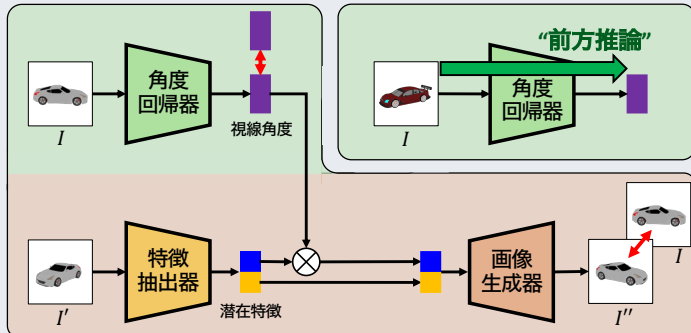 角度
回帰器
I
視線角度
“前方推論”
角度
回帰器
I
特徴
抽出器
I′
潜在特徴
画像
生成器
I
I″